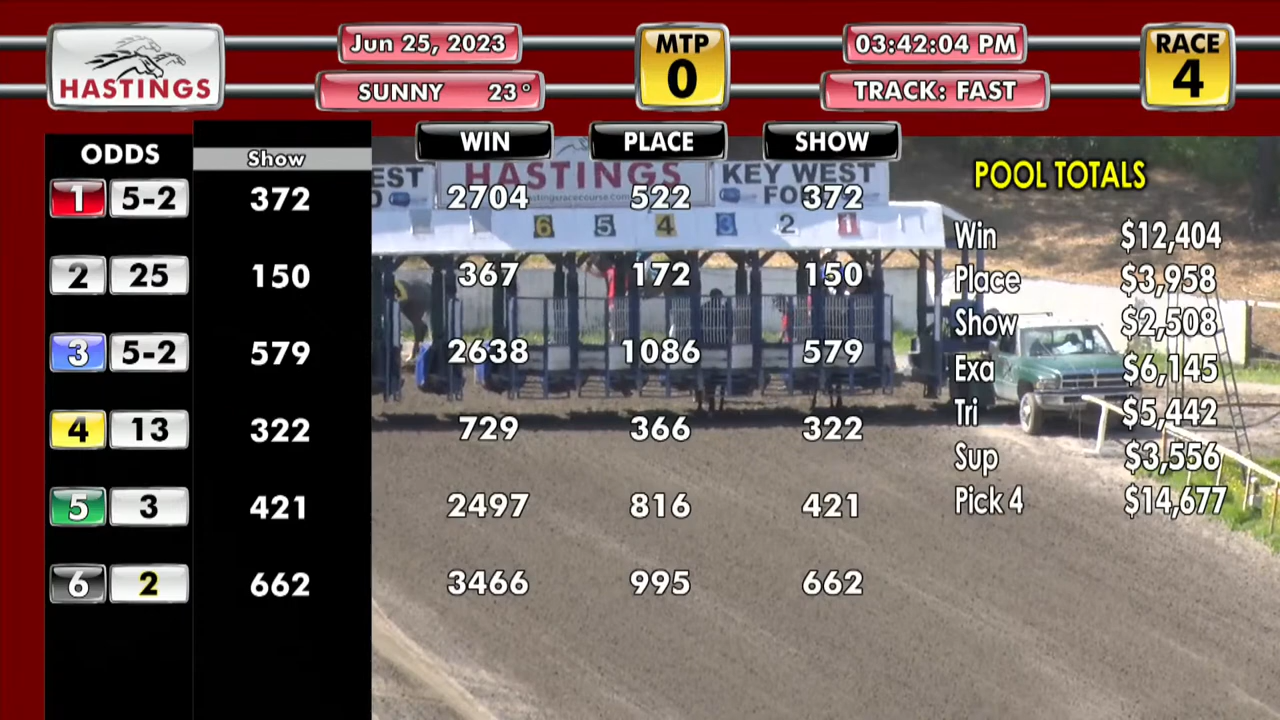 HASTINGS
Jun 25, 2023
SUNNY 23°
MTP
0
03:42:04 PM
TRACK: FAST
RACE
4
ODDS Show WIN PLACE SHOW
1 5-2 372 2704 522 372
2 25 150 367 172 150
3 5-2 579 2638 1086 579
4 13 322 729 366 322
5 3 421 2497 816 421
6 2 662 3466 995 662
POOL TOTALS
Win $12,404
Place $3,958
Show $2,508
Exa $6,145
Tri $5,442
Sup $3,556
Pick 4 $14,677
EST
HASTINGS
KEY WEST
FO
6 5 4 3 2 1